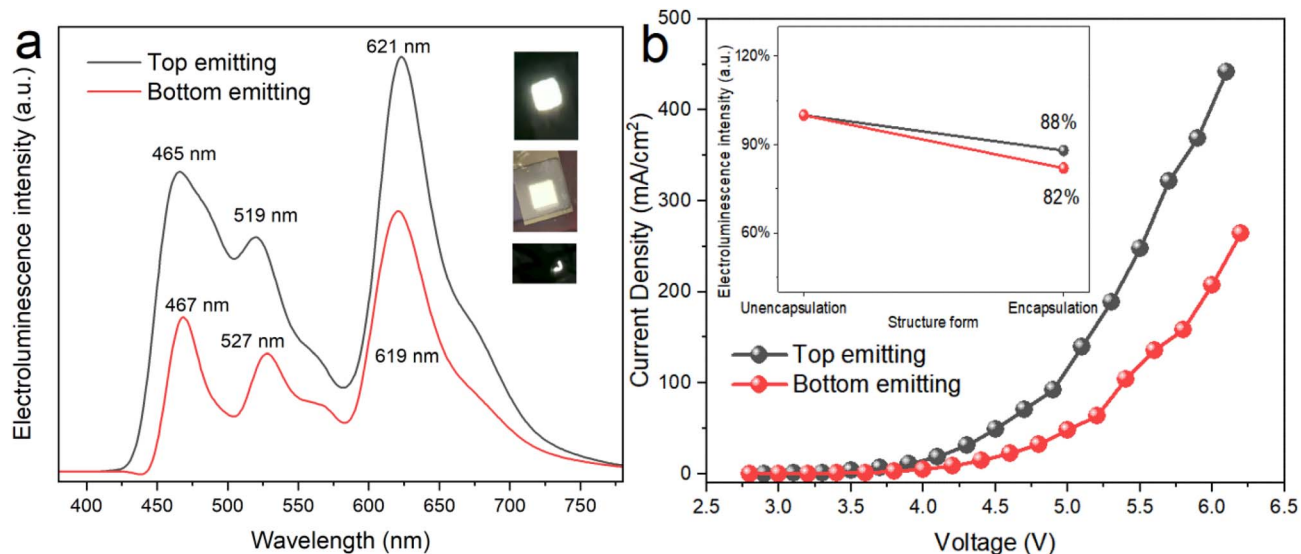 a
Electroluminescence intensity (a.u.)
Top emitting
Bottom emitting
465 nm
519 nm
621 nm
467 nm
527 nm
619 nm
400 450 500 550 600 650 700 750
Wavelength (nm)
b
Current Density (mA/cm²)
500
400
300
200
100
0
Electroluminescence intensity (a.u.)
120%
90%
60%
88%
82%
Unencapsulation
Encapsulation
Structure form
Top emitting
Bottom emitting
2.5 3.0 3.5 4.0 4.5 5.0 5.5 6.0 6.5
Voltage (V)